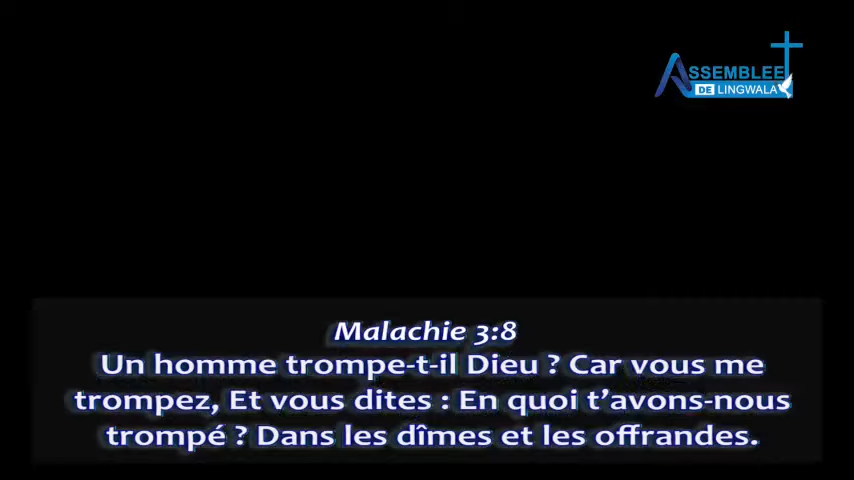 ASSEMBLEE
DE LINGWALA
Malachie 3:8
Un homme trompe-t-il Dieu ? Car vous me
trompez, Et vous dites : En quoi t’avons-nous
trompé ? Dans les dîmes et les offrandes.